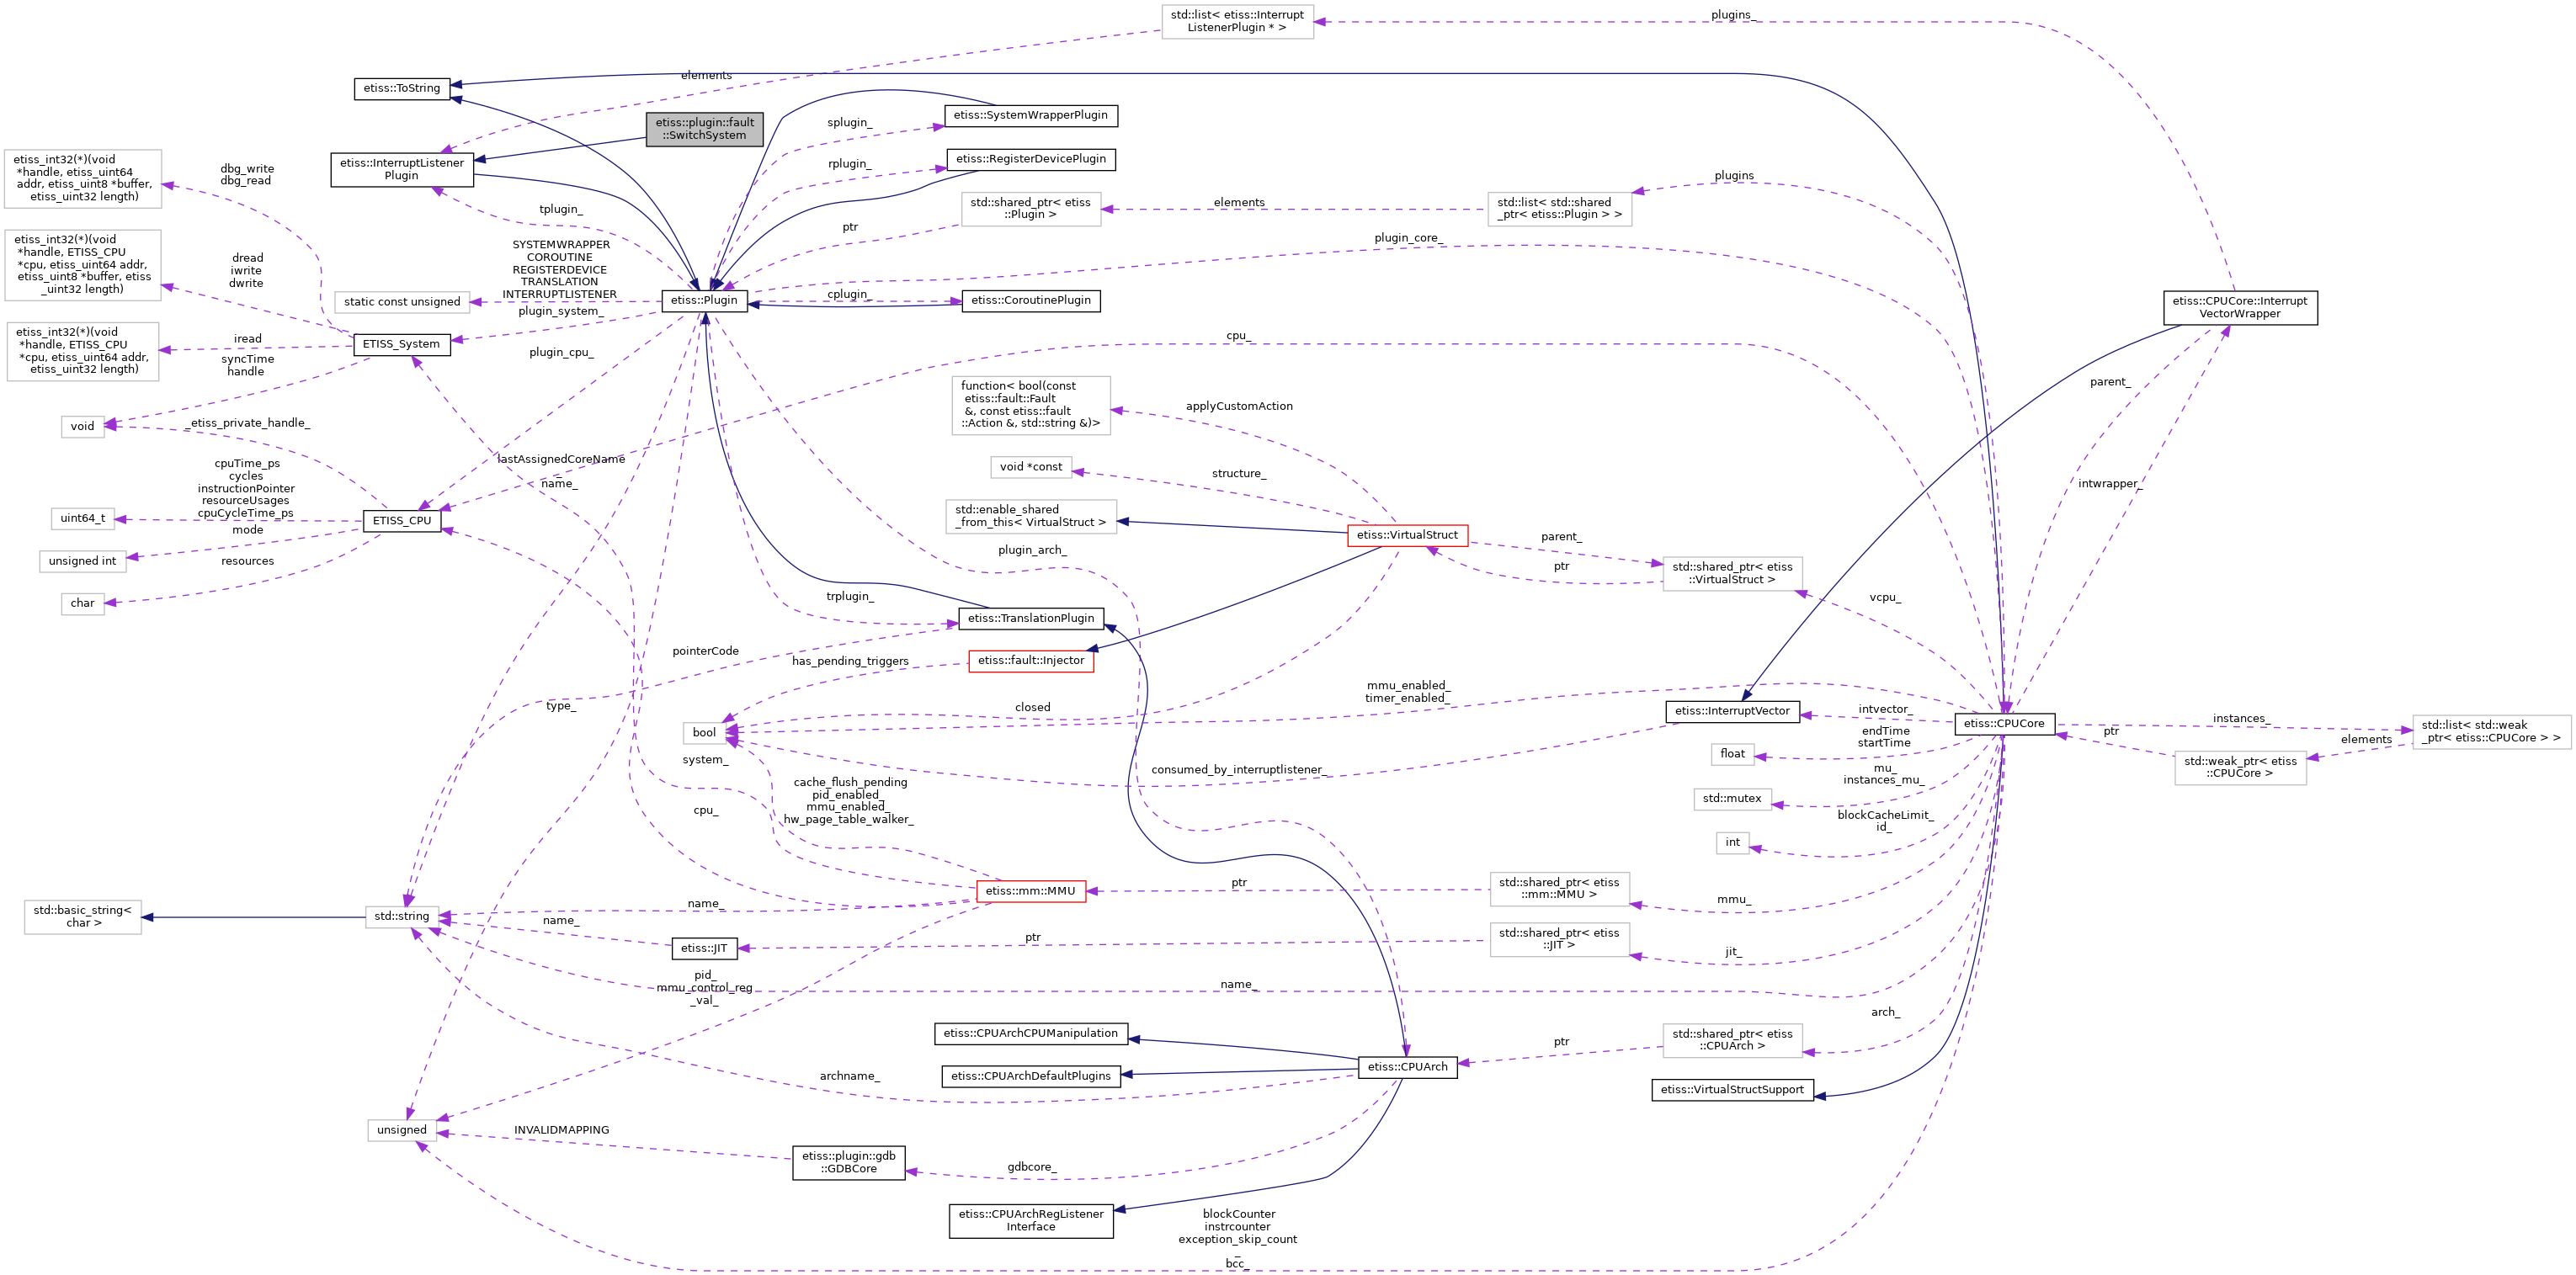 std::list< etiss::Interrupt
ListenerPlugin * >
plugins_
elements
etiss::ToString
etiss::plugin::fault
::SwitchSystem
etiss::SystemWrapperPlugin
splugin_
etiss::InterruptListener
Plugin
etiss::RegisterDevicePlugin
rplugin_
etiss_int32(*)(void
*handle, etiss_uint64
addr, etiss_uint8 *buffer,
etiss_uint32 length)
dbg_write
dbg_read
tplugin_
std::shared_ptr< etiss
::Plugin >
elements
std::list< std::shared
_ptr< etiss::Plugin > >
plugins
ptr
plugin_core_
etiss_int32(*)(void
*handle, ETISS_CPU
*cpu, etiss_uint64 addr,
etiss_uint8 *buffer, etiss
_uint32 length)
dread
iwrite
dwrite
SYSTEMWRAPPER
COROUTINE
REGISTERDEVICE
TRANSLATION
INTERRUPTLISTENER
static const unsigned
etiss::Plugin
cplugin_
etiss::CoroutinePlugin
plugin_system_
etiss::CPUCore::Interrupt
VectorWrapper
etiss_int32(*)(void
*handle, ETISS_CPU
*cpu, etiss_uint64 addr,
etiss_uint32 length)
iread
ETISS_System
syncTime
handle
plugin_cpu_
cpu_
parent_
function< bool(const
etiss::fault::Fault
&, const etiss::fault
::Action &, std::string &)>
applyCustomAction
void
_etiss_private_handle_
lastAssignedCoreName
name_
void *const
structure_
intwrapper_
cpuTime_ps
cycles
instructionPointer
resourceUsages
cpuCycleTime_ps
uint64_t
ETISS_CPU
std::enable_shared
_from_this< VirtualStruct >
etiss::VirtualStruct
mode
unsigned int
resources
plugin_arch_
parent_
ptr
std::shared_ptr< etiss
::VirtualStruct >
vcpu_
char
trplugin_
etiss::TranslationPlugin
pointerCode
has_pending_triggers
etiss::fault::Injector
mmu_enabled_
timer_enabled_
type_
closed
bool
etiss::InterruptVector
intvector_
etiss::CPUCore
instances_
std::list< std::weak
_ptr< etiss::CPUCore > >
elements
ptr
std::weak_ptr< etiss
::CPUCore >
endTime
startTime
float
system_
consumed_by_interruptlistener_
mu_
instances_mu_
std::mutex
cache_flush_pending
pid_enabled_
mmu_enabled_
hw_page_table_walker_
cpu_
blockCacheLimit_
id_
int
etiss::mm::MMU
ptr
std::shared_ptr< etiss
::mm::MMU >
mmu_
std::basic_string<
char >
std::string
name_
name_
etiss::JIT
ptr
std::shared_ptr< etiss
::JIT >
jit_
pid_
mmu_control_reg
_val_
name_
arch_
etiss::CPUArchCPUManipulation
std::shared_ptr< etiss
::CPUArch >
ptr
etiss::CPUArch
etiss::CPUArchDefaultPlugins
archname_
etiss::VirtualStructSupport
unsigned
INVALIDMAPPING
etiss::plugin::gdb
::GDBCore
gdbcore_
etiss::CPUArchRegListener
Interface
blockCounter
instrcounter
exception_skip_count
_
bcc_